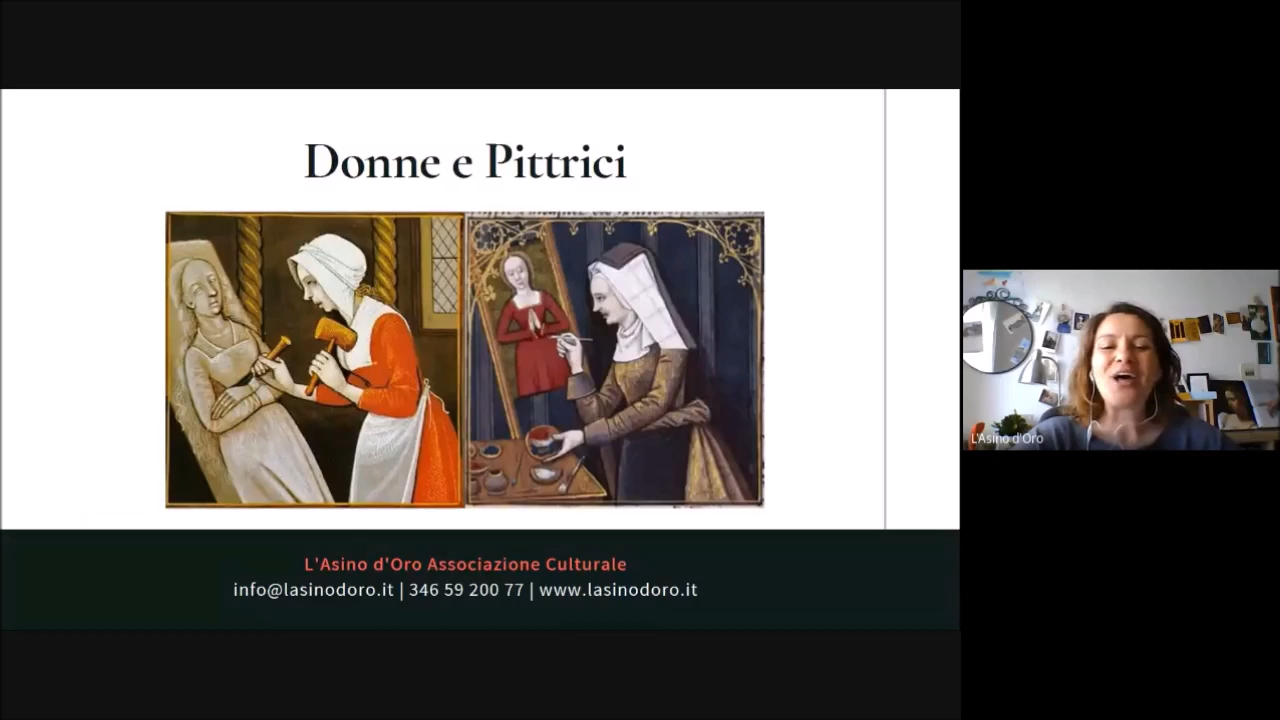 Donne e Pittrici
L'Asino d'Oro Associazione Culturale
info@lasinodoro.it | 346 59 200 77 | www.lasinodoro.it
L'Asino d'Oro